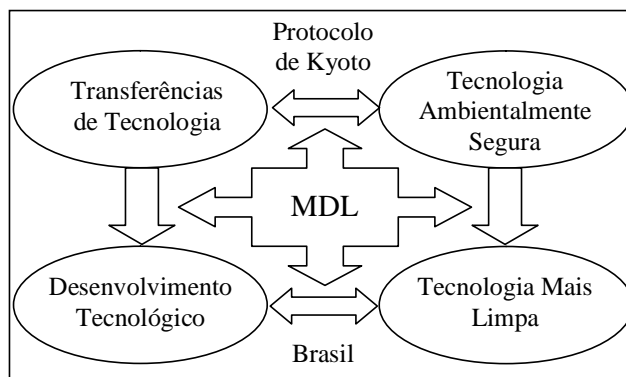 Protocolo
de Kyoto
Transferências
de Tecnologia
Tecnologia
Ambientalmente
Segura
MDL
Desenvolvimento
Tecnológico
Tecnologia Mais
Limpa
Brasil